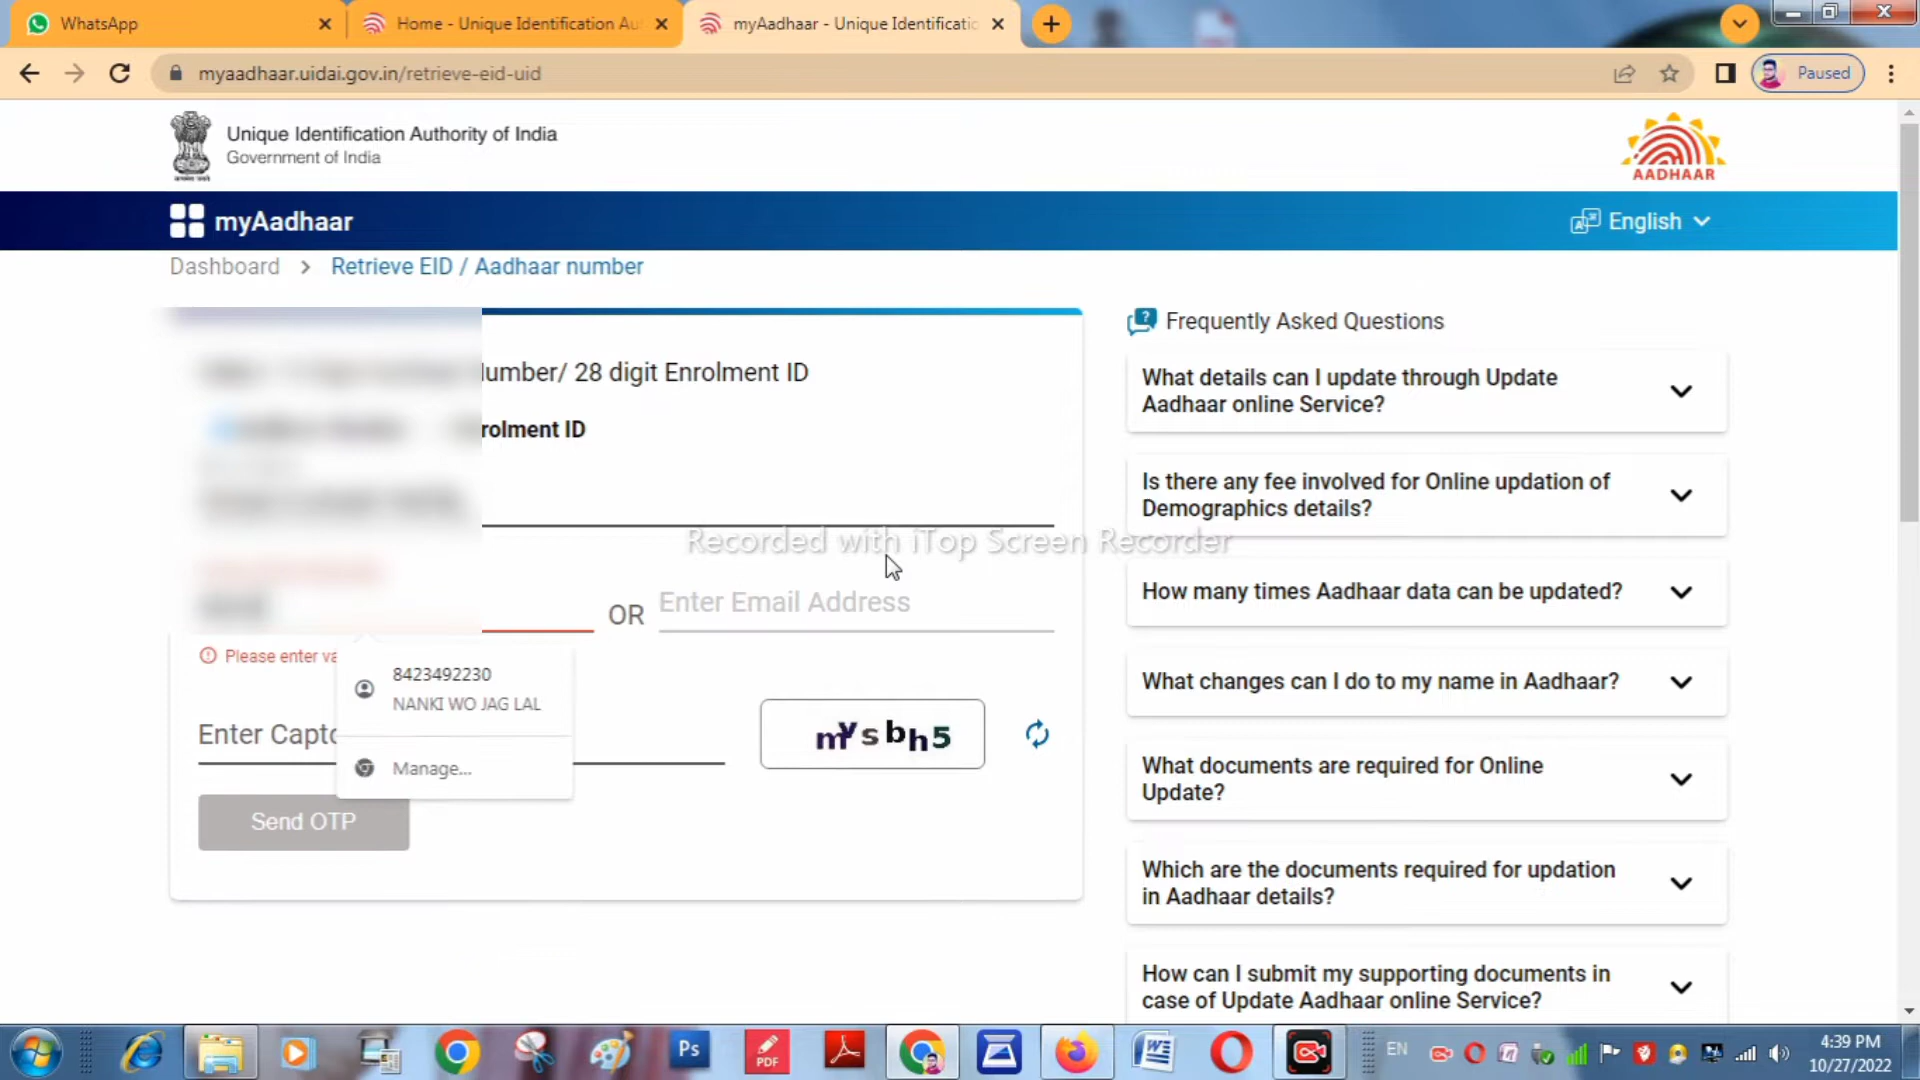 WhatsApp
Home - Unique Identification Au
myAadhaar - Unique Identificatio
myaadhaar.uidai.gov.in/retrieve-eid-uid
Paused
Unique Identification Authority of India
Government of India
AADHAAR
myAadhaar
English
Dashboard > Retrieve EID / Aadhaar number
umber/ 28 digit Enrolment ID
rolment ID
Recorded with iTop Screen Recorder
OR
Enter Email Address
Please enter va
8423492230
NANKI WO JAG LAL
Manage...
Enter Captc
mysbh5
Send OTP
Frequently Asked Questions
What details can I update through Update
Aadhaar online Service?
Is there any fee involved for Online updation of
Demographics details?
How many times Aadhaar data can be updated?
What changes can I do to my name in Aadhaar?
What documents are required for Online
Update?
Which are the documents required for updation
in Aadhaar details?
How can I submit my supporting documents in
case of Update Aadhaar online Service?
Ps
PDF
EN
4:39 PM
10/27/2022